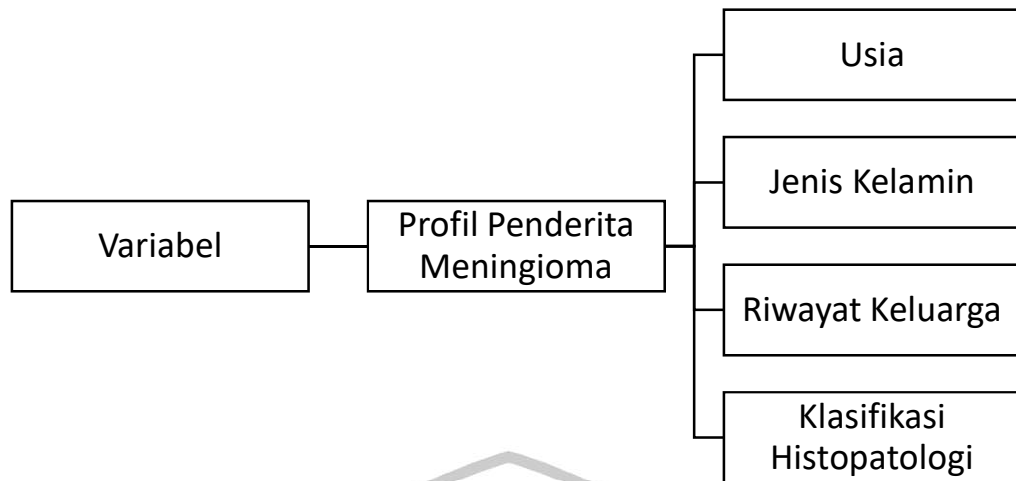 Usia
Jenis Kelamin
Variabel
Profil Penderita
Meningioma
Riwayat Keluarga
Klasifikasi
Histopatologi